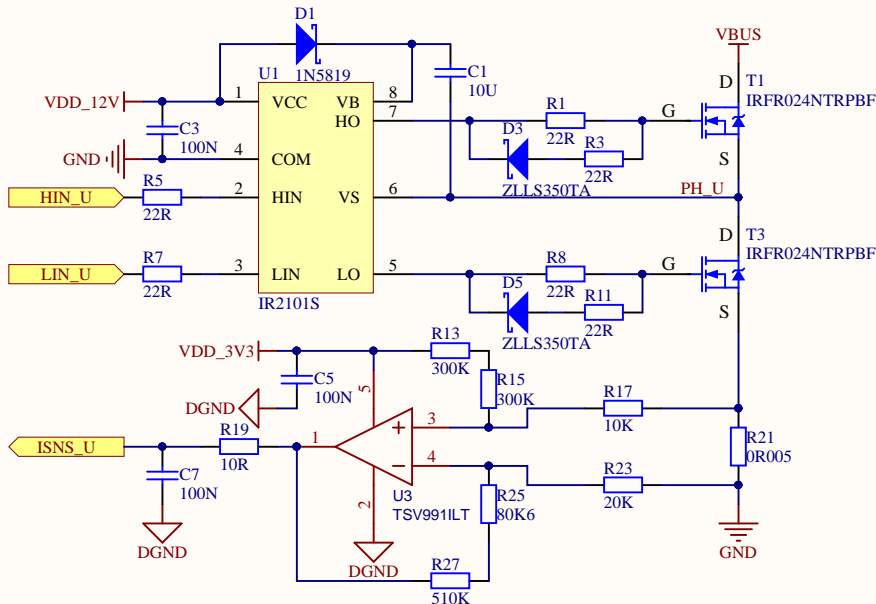 D1
1N5819
VBUS
U1
C1
10U
D
T1
IRFR024NTRPBF
VDD_12V
1
VCC
VB
8
HO
7
R1
22R
G
C3
100N
D3
ZLLS350TA
R3
22R
S
GND
4
COM
R5
22R
HIN_U
2
HIN
VS
6
PH_U
D
T3
IRFR024NTRPBF
R7
22R
LIN_U
3
LIN
LO
5
R8
22R
G
IR2101S
D5
ZLLS350TA
R11
22R
S
VDD_3V3
R13
300K
C5
100N
5
R15
300K
DGND
R17
10K
R19
10R
ISNS_U
1
3
4
R21
0R005
C7
100N
2
U3
TSV991ILT
R25
80K6
R23
20K
DGND
DGND
R27
510K
GND